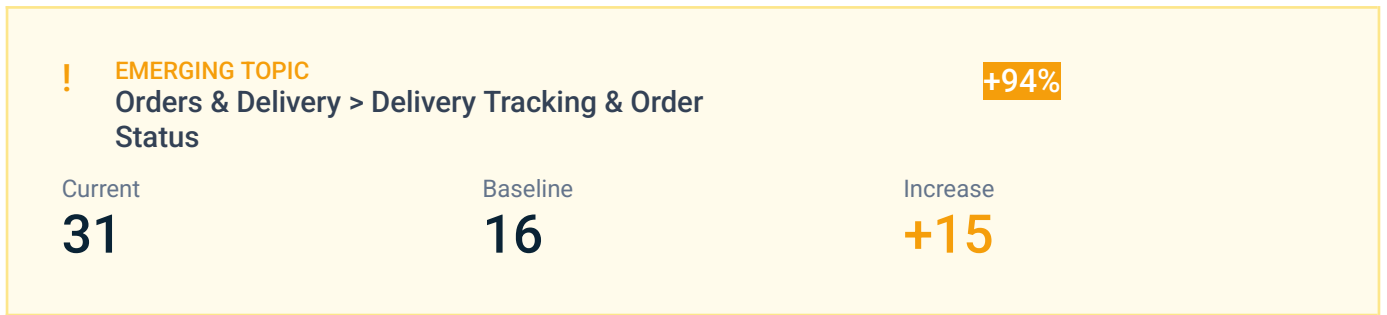 !
EMERGING TOPIC
+94%
Orders & Delivery > Delivery Tracking & Order
Status
Current
Baseline
Increase
31
16
+15